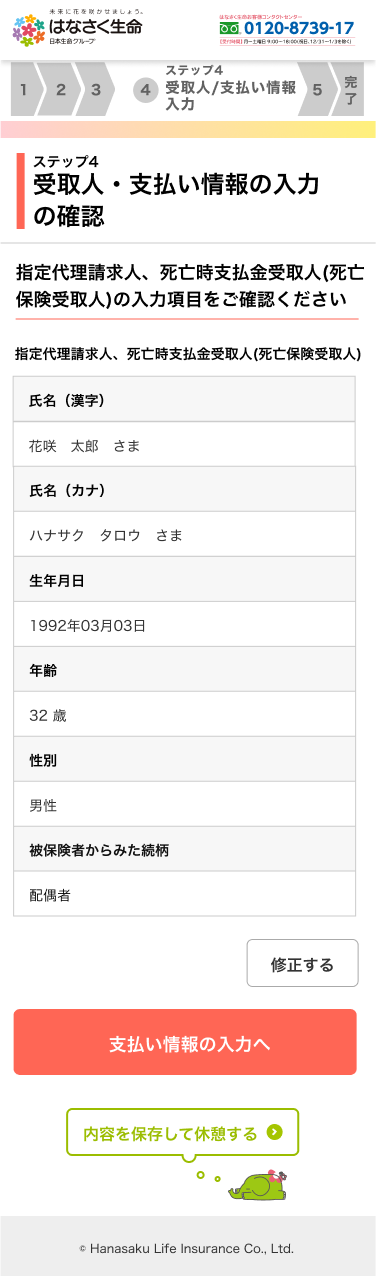 未来に花を咲かせましょう。
はなさく生命
日本生命グループ
はなさく生命お客様コンタクトセンター
0120-8739-17
[受付時間] 月〜土曜日 9:00〜18:00(祝日、12/31〜1/3を除く)
1
2
3
4
ステップ4
受取人/支払い情報
入力
5
完
了
ステップ4
受取人・支払い情報の入力
の確認
指定代理請求人、死亡時支払金受取人(死亡
保険受取人)の入力項目をご確認ください
指定代理請求人、死亡時支払金受取人(死亡保険受取人)
氏名（漢字）
花咲　太郎　さま
氏名（カナ）
ハナサク　タロウ　さま
生年月日
1992年03月03日
年齢
32 歳
性別
男性
被保険者からみた続柄
配偶者
修正する
支払い情報の入力へ
内容を保存して休憩する
© Hanasaku Life Insurance Co., Ltd.